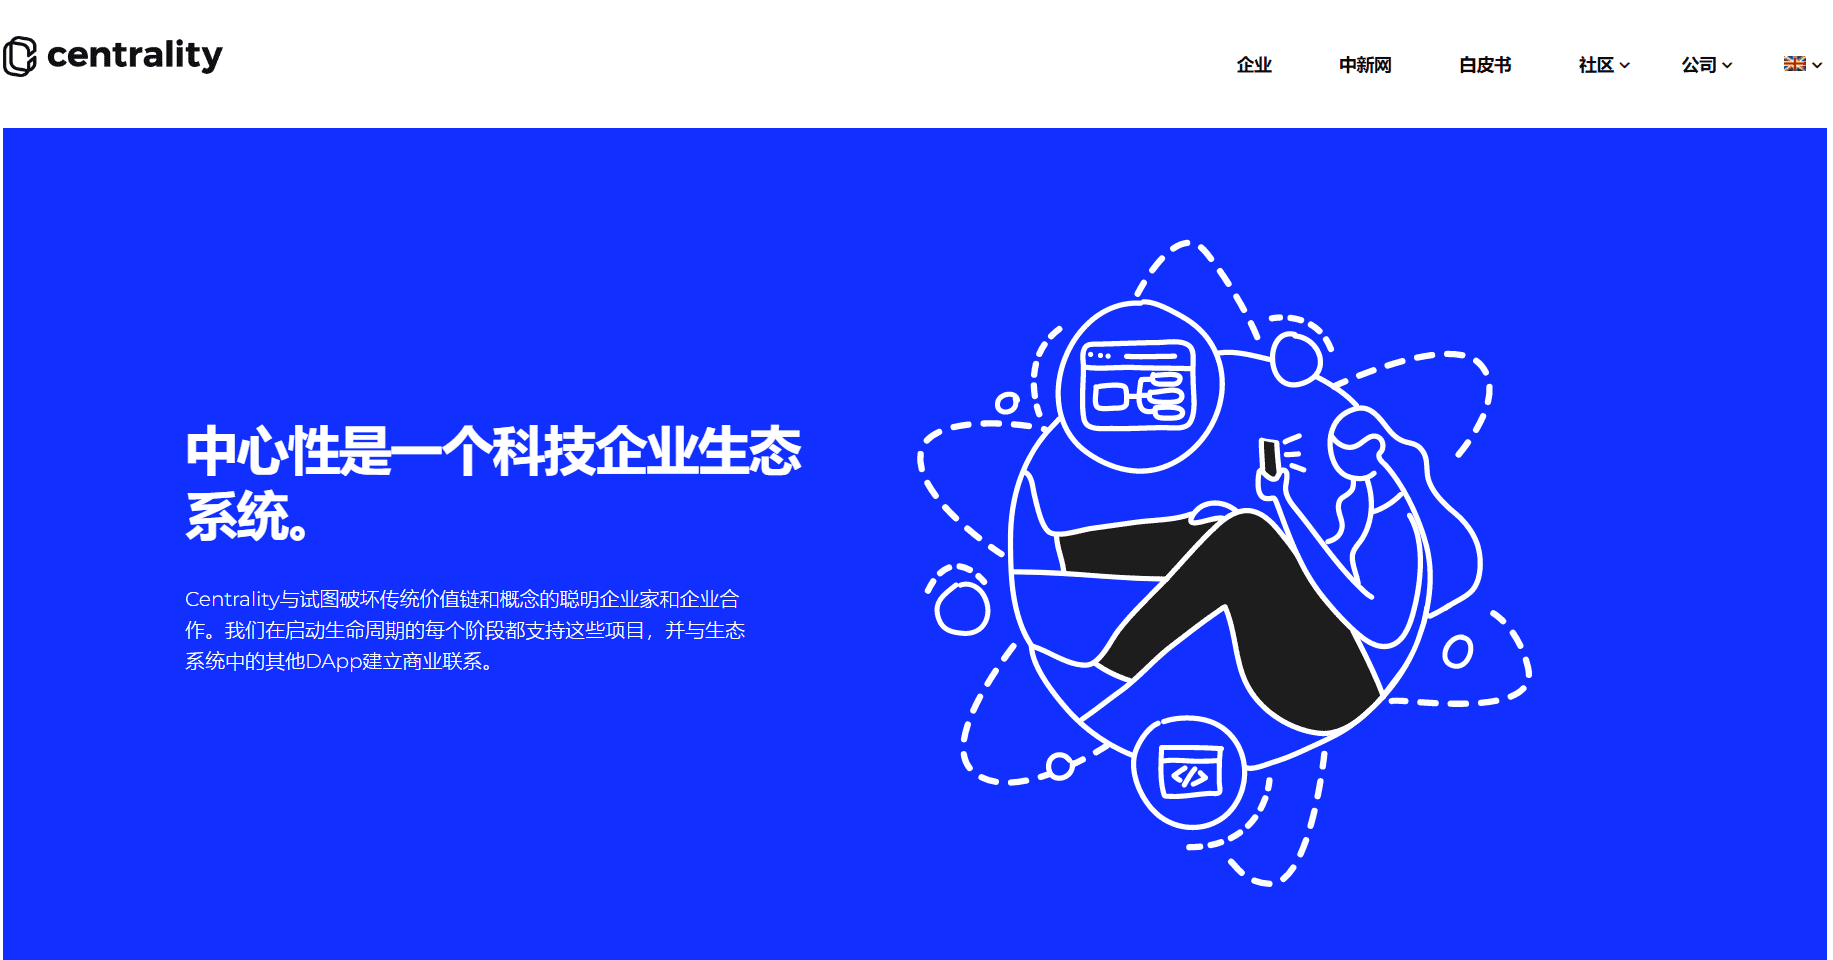 centrality
企业 中新网 白皮书 社区 公司
中心性是一个科技企业生态
系统。
Centrality与试图破坏传统价值链和概念的聪明企业家和企业合
作。我们在启动生命周期的每个阶段都支持这些项目，并与生态
系统中的其他DApp建立商业联系。